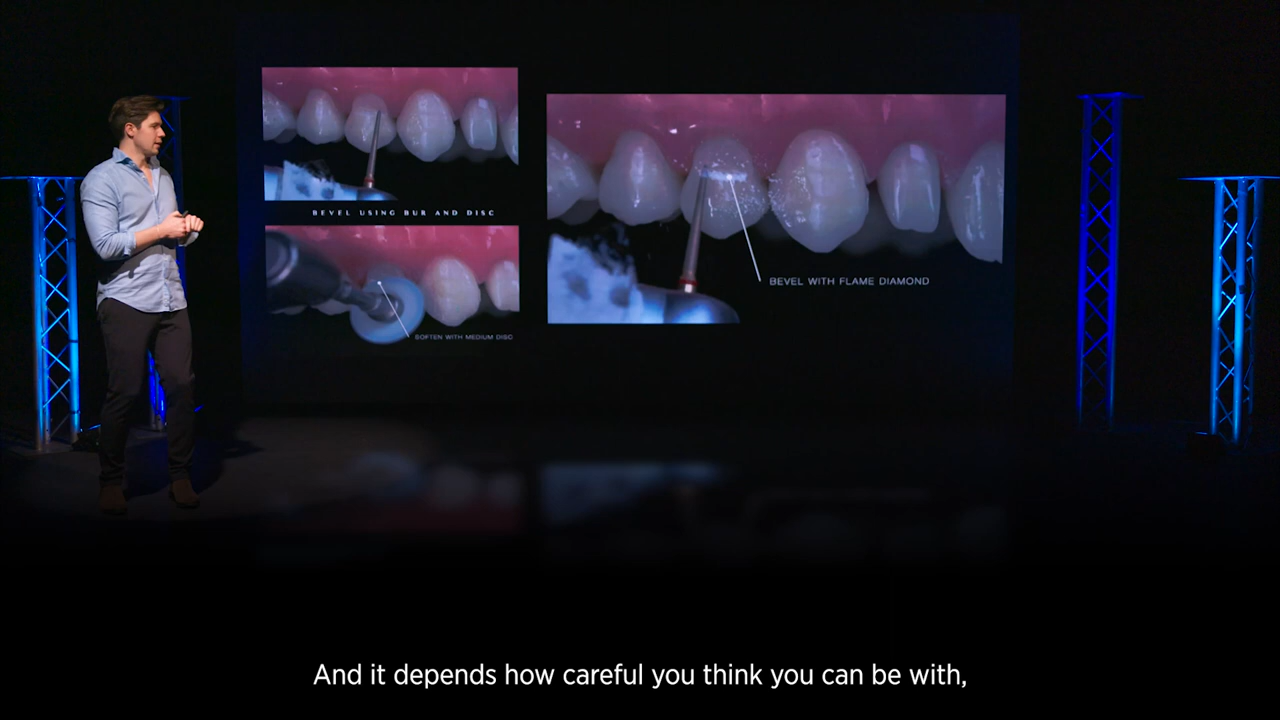 BEVEL USING BUR AND DISC
BEVEL WITH FLAME DIAMOND
SOFTEN WITH MEDIUM DISC
And it depends how careful you think you can be with,